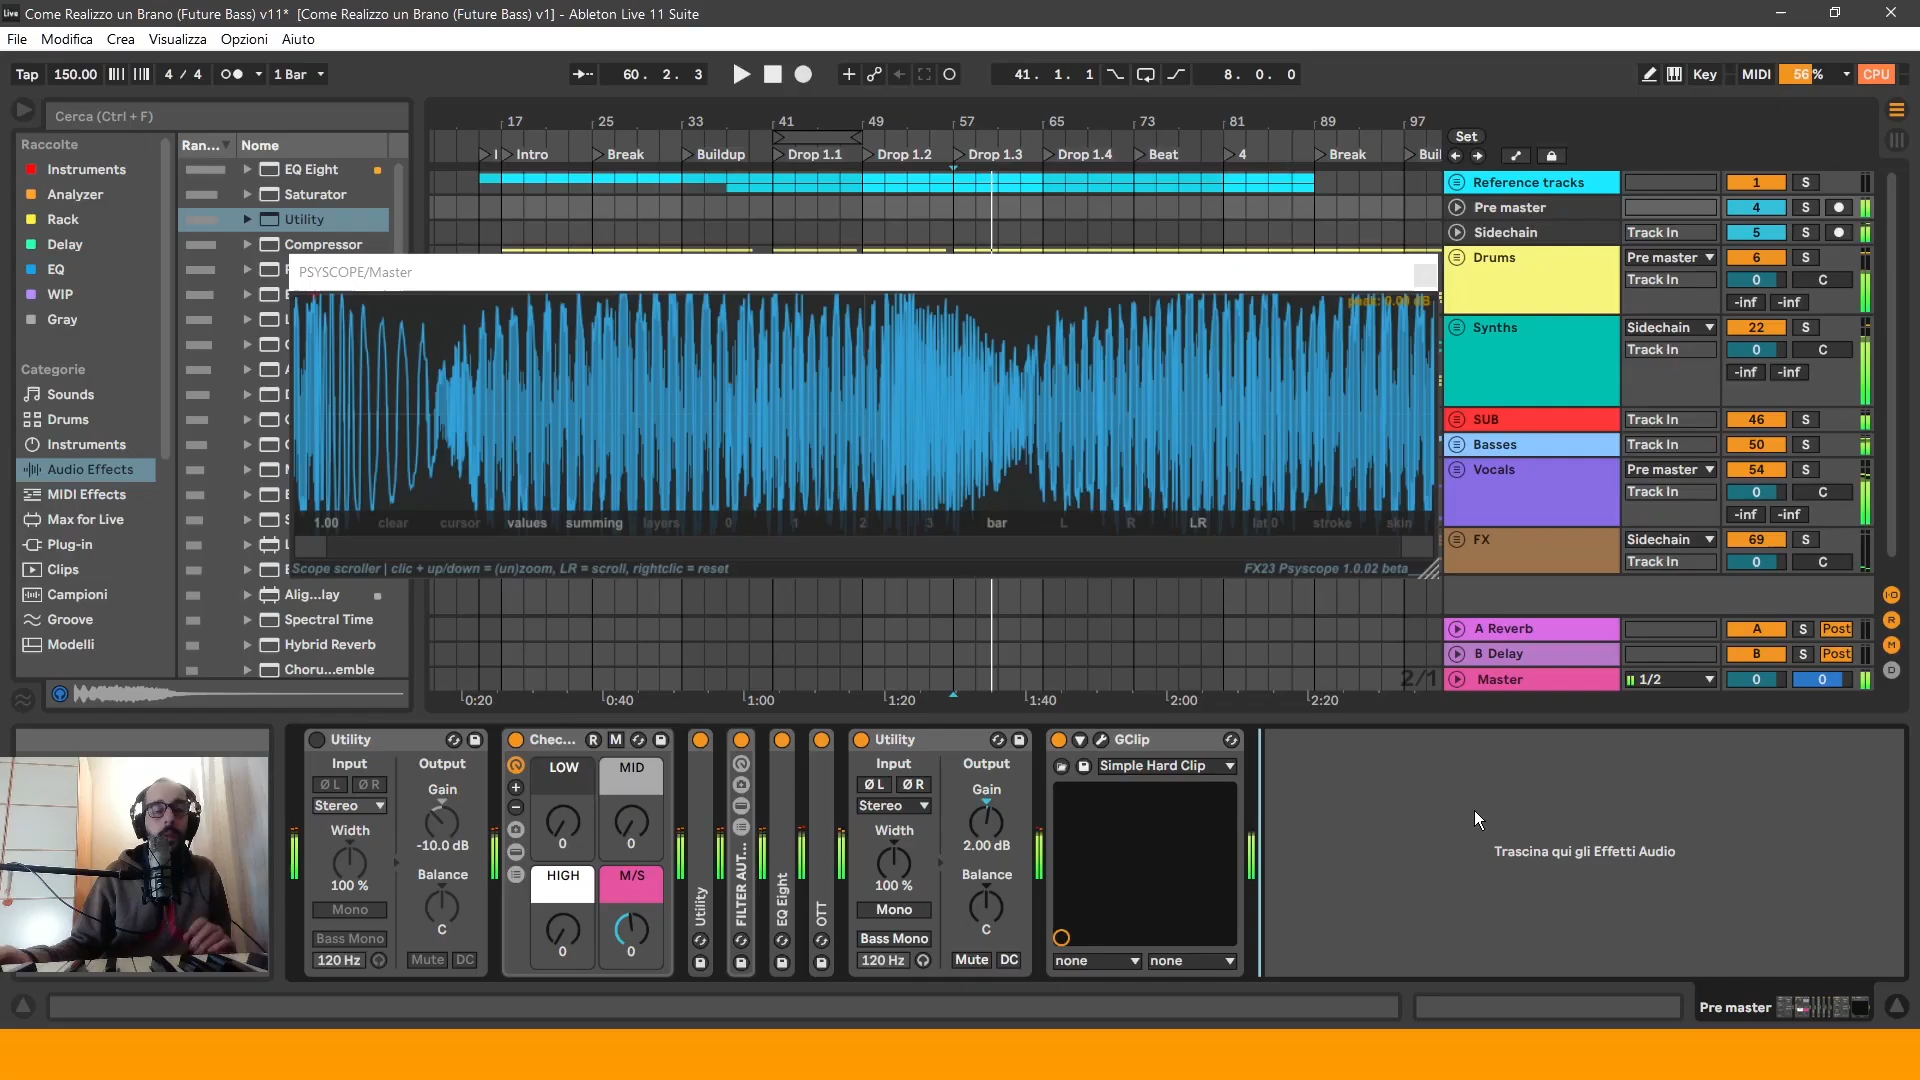 Live Come Realizzo un Brano (Future Bass) v11* [Come Realizzo un Brano (Future Bass) v1] - Ableton Live 11 Suite
File Modifica Crea Visualizza Opzioni Aiuto
Tap 150.00 4 / 4 1 Bar 60. 2. 3 41. 1. 1 8. 0. 0 Key MIDI 56 % CPU
Cerca (Ctrl + F)
17 25 33 41 49 57 65 73 81 89 97
Set
Raccolte
Ran... Nome
Intro Break Buildup Drop 1.1 Drop 1.2 Drop 1.3 Drop 1.4 Beat 4 Break Buil
Instruments
Analyzer
Rack
Delay
EQ
WIP
Gray
Categorie
Sounds
Drums
Instruments
Audio Effects
MIDI Effects
Max for Live
Plug-in
Clips
Campioni
Groove
Modelli
EQ Eight
Saturator
Utility
Compressor
Alig...lay
Spectral Time
Hybrid Reverb
Choru...emble
PSYSCOPE/Master
peak: 0.00 dB
1.00 clear cursor values summing layers 0 1 2 3 bar L R LR lat 0 stroke skin
Scope scroller | clic + up/down = (un)zoom, LR = scroll, rightclic = reset
FX23 Psyscope 1.0.02 beta
Reference tracks 1 S
Pre master 4 S
Sidechain Track In 5 S
Drums Pre master 6 S
Track In 0 C
-inf -inf
Synths Sidechain 22 S
Track In 0 C
-inf -inf
SUB Track In 46 S
Basses Track In 50 S
Vocals Pre master 54 S
Track In 0 C
-inf -inf
FX Sidechain 69 S
Track In 0 C
A Reverb A S Post
B Delay B S Post
2/1
Master 1/2 0 0
I·O
R
M
D
0:20 0:40 1:00 1:20 1:40 2:00 2:20
Utility
Input Output
Ø L Ø R Gain
Stereo
Width -10.0 dB
Balance
100 %
Mono C
Bass Mono
120 Hz Mute DC
Chec... R M
LOW MID
0 0
HIGH M/S
0 0
Utility
FILTER AUT...
EQ Eight
OTT
Utility
Input Output
Ø L Ø R Gain
Stereo
Width 2.00 dB
Balance
100 %
Mono C
Bass Mono
120 Hz Mute DC
GClip
Simple Hard Clip
none none
Trascina qui gli Effetti Audio
Pre master